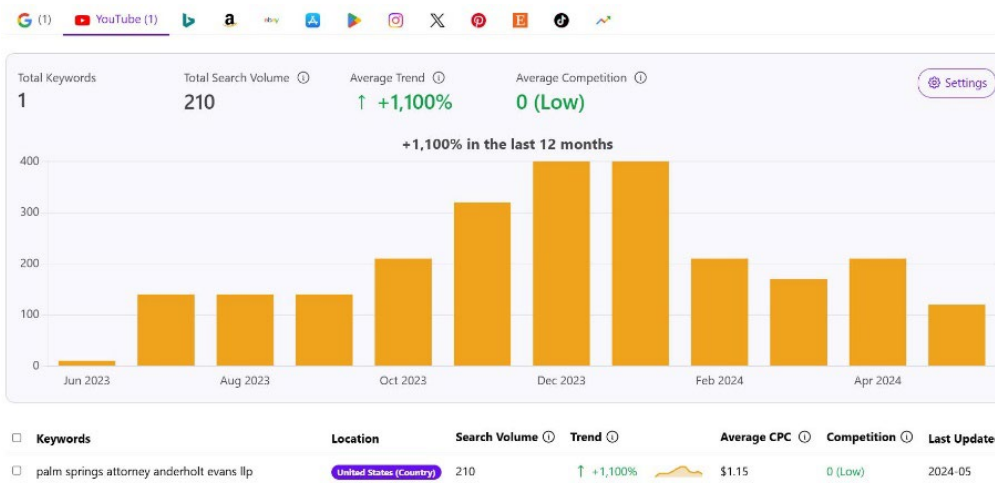 (1) YouTube (1) ebay
Total Keywords Total Search Volume Average Trend Average Competition Settings
1 210 ↑ +1,100% 0 (Low)
+1,100% in the last 12 months
400
300
200
100
0
Jun 2023 Aug 2023 Oct 2023 Dec 2023 Feb 2024 Apr 2024
Keywords Location Search Volume Trend Average CPC Competition Last Update
palm springs attorney anderholt evans llp United States (Country) 210 ↑ +1,100% $1.15 0 (Low) 2024-05